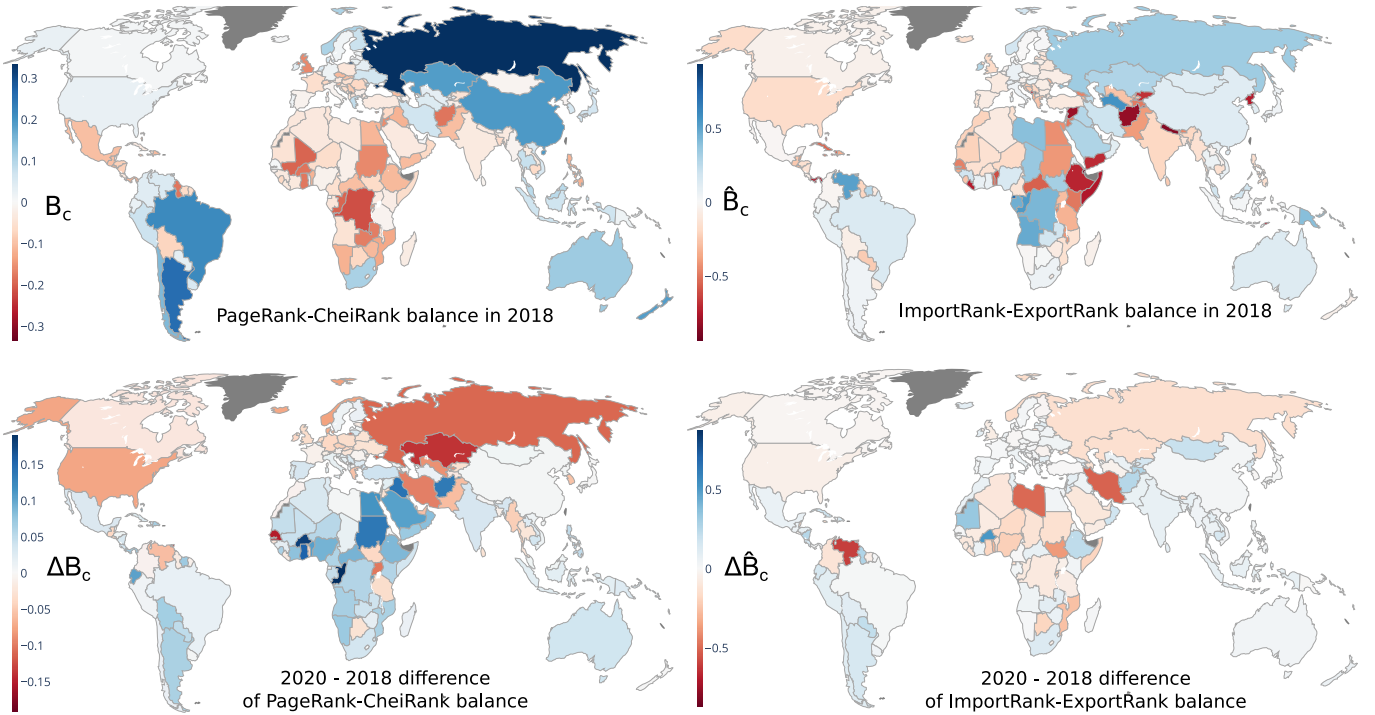 0.3
0.2
0.1
B_c
0
−0.1
−0.2
−0.3
PageRank-CheiRank balance in 2018
0.5
B̂_c
0
−0.5
ImportRank-ExportRank balance in 2018
0.15
0.1
0.05
ΔB_c
0
−0.05
−0.1
−0.15
2020 - 2018 difference
of PageRank-CheiRank balance
0.5
ΔB̂_c
0
−0.5
2020 - 2018 difference
of ImportRank-ExportRank balance